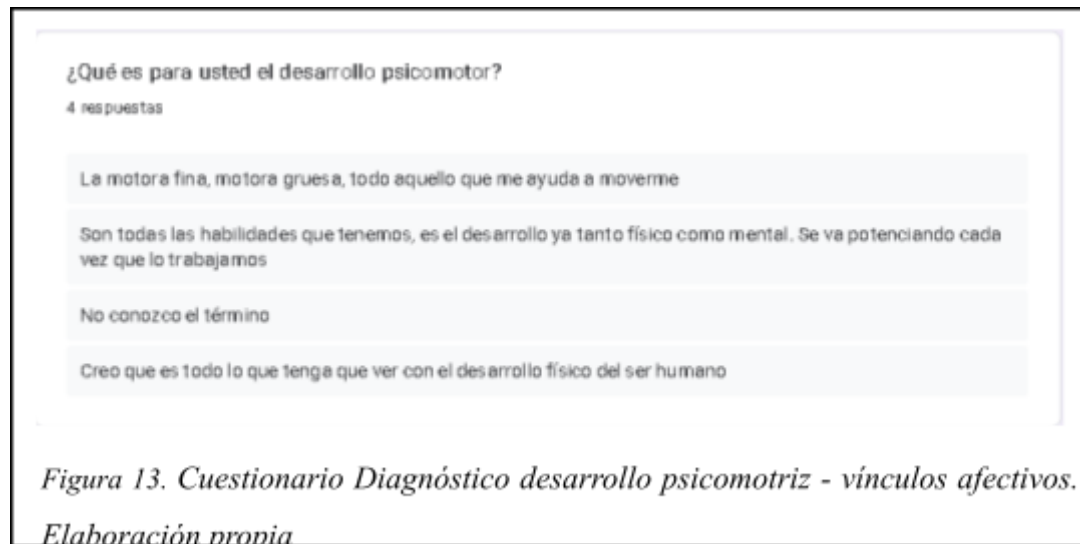 ¿Qué es para usted el desarrollo psicomotor?
4 respuestas
La motora fina, motora gruesa, todo aquello que me ayuda a moverme
Son todas las habilidades que tenemos, es el desarrollo ya tanto físico como mental. Se va potenciando cada
vez que lo trabajamos
No conozco el término
Creo que es todo lo que tenga que ver con el desarrollo físico del ser humano
Figura 13. Cuestionario Diagnóstico desarrollo psicomotriz - vínculos afectivos.
Elaboración propia